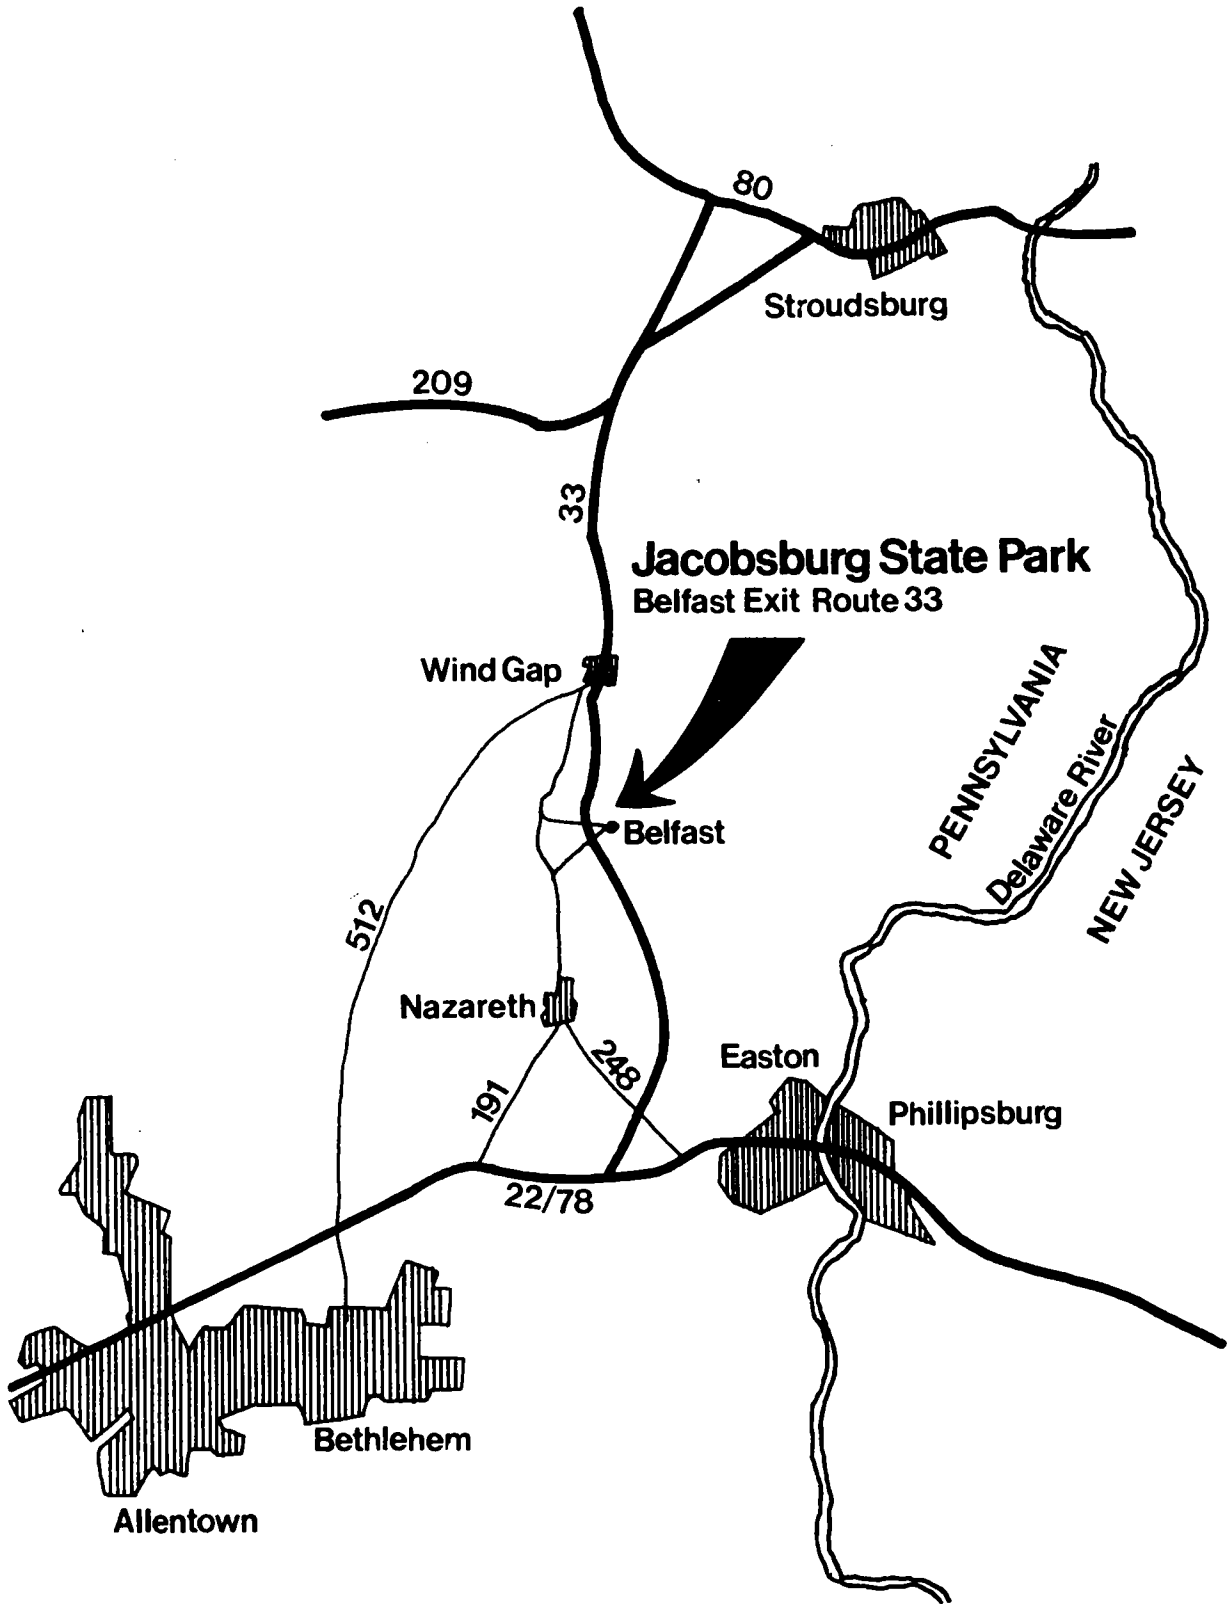 80
Stroudsburg
209
33
Jacobsburg State Park
Belfast Exit Route 33
Wind Gap
PENNSYLVANIA
Delaware River
NEW JERSEY
Belfast
512
Nazareth
248
191
Easton
Phillipsburg
22/78
Bethlehem
Allentown